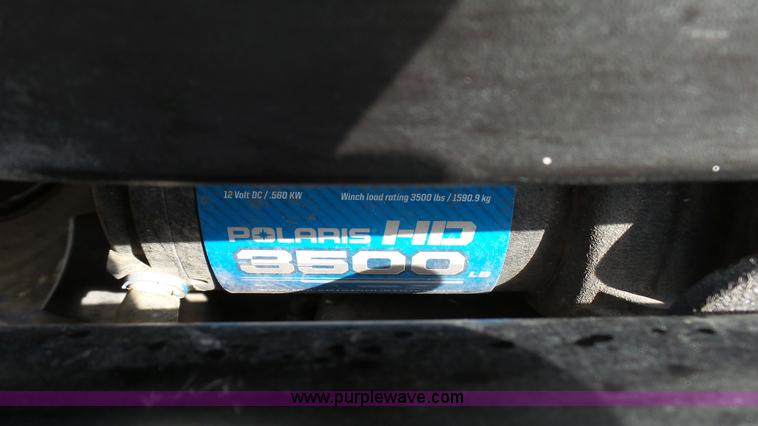 12 Volt DC / .560 KW Winch load rating 3500 lbs / 1590.9 kg
POLARIS HD
3500 LB
www.purplewave.com